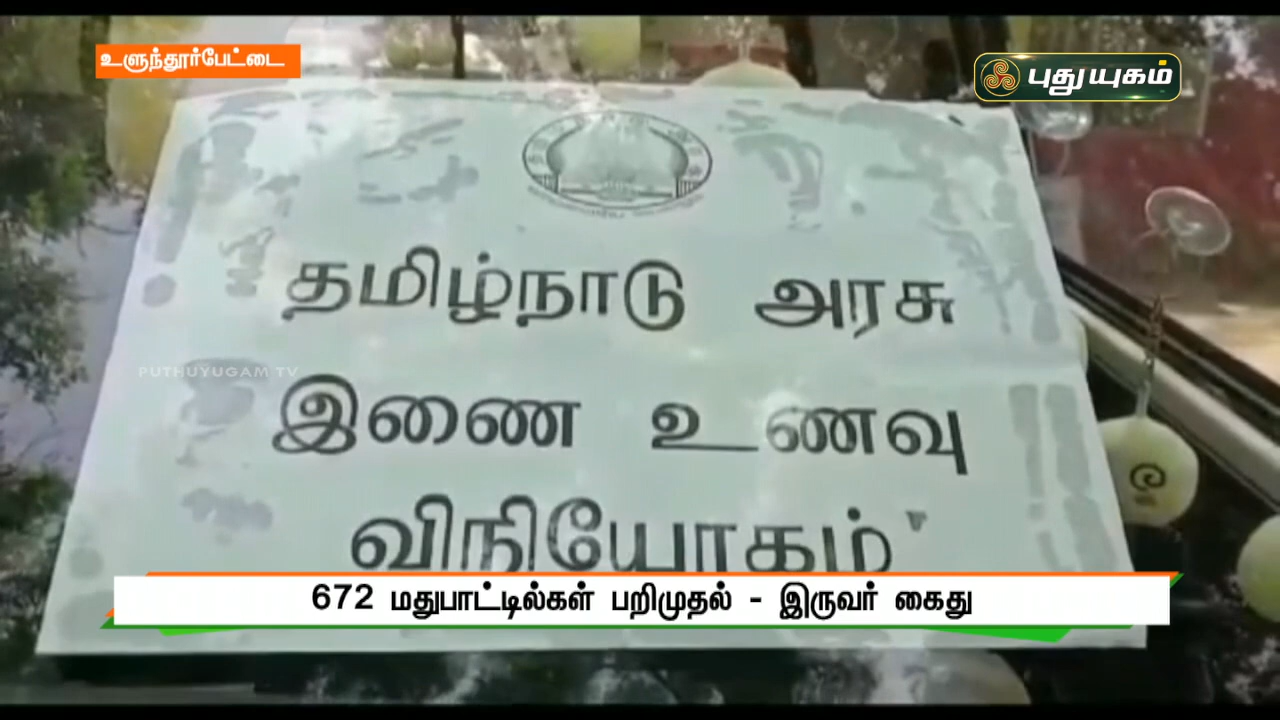 உளுந்தூர்பேட்டை
புதுயுகம்
தமிழ்நாடு அரசு
PUTHUYUGAM TV
இணை உணவு
விநியோகம்
672 மதுபாட்டில்கள் பறிமுதல் - இருவர் கைது